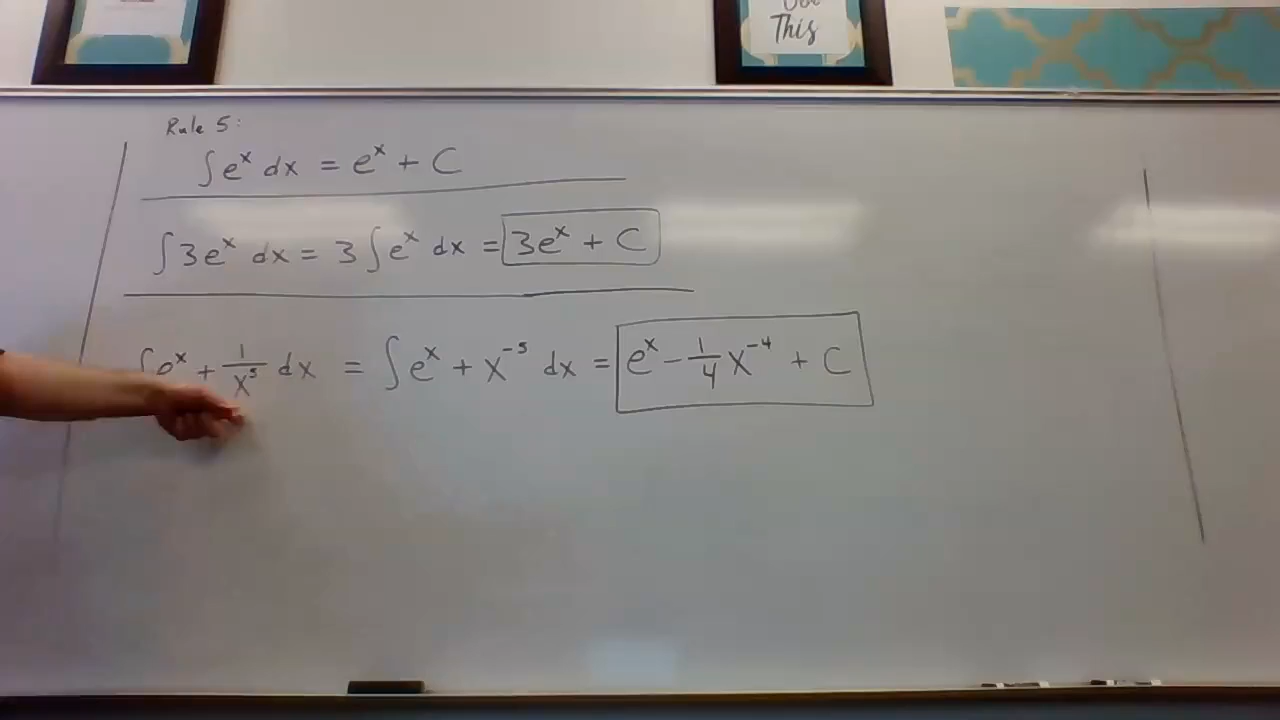 This
Rule 5:
∫e^x dx = e^x + C
∫3e^x dx = 3∫e^x dx = 3e^x + C
∫e^x + 1/x^5 dx = ∫e^x + x^-5 dx = e^x - 1/4 x^-4 + C